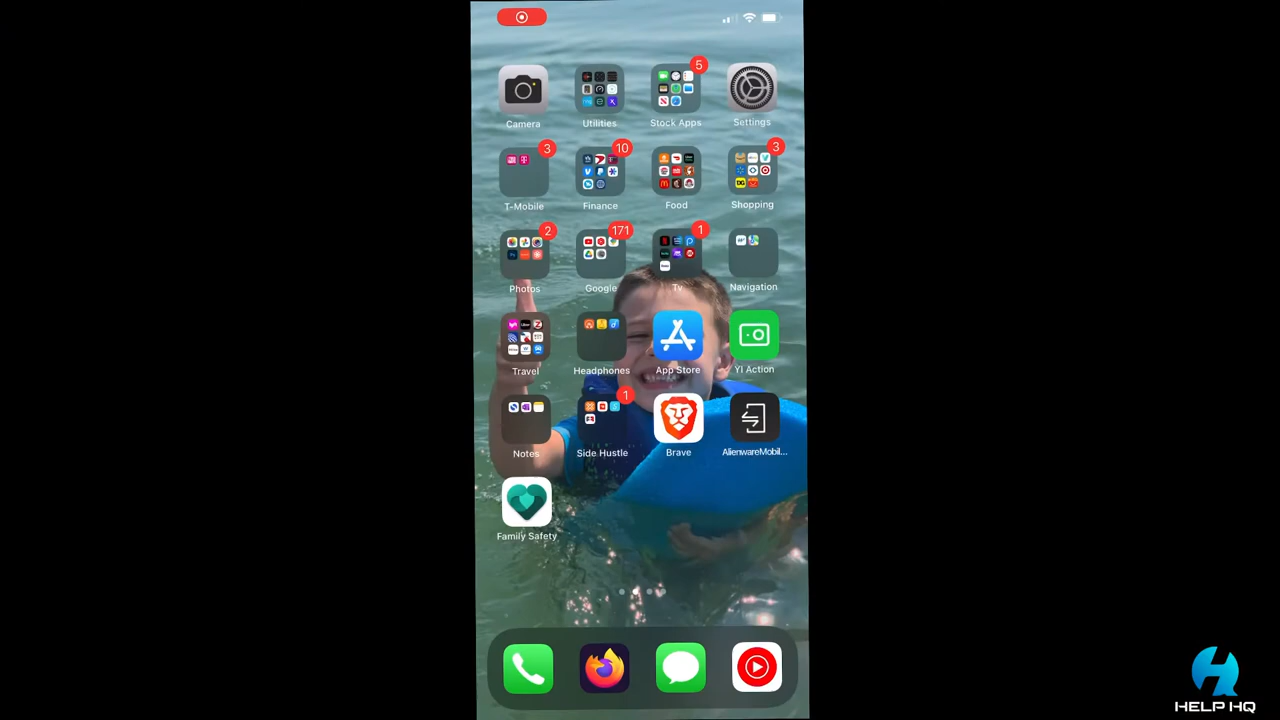 5
Camera
Utilities
Stock Apps
Settings
3
10
3
T-Mobile
Finance
Food
Shopping
2
171
1
Photos
Google
Tv
Navigation
Travel
Headphones
App Store
YI Action
1
Notes
Side Hustle
Brave
AlienwareMobil...
Family Safety
HELP HQ